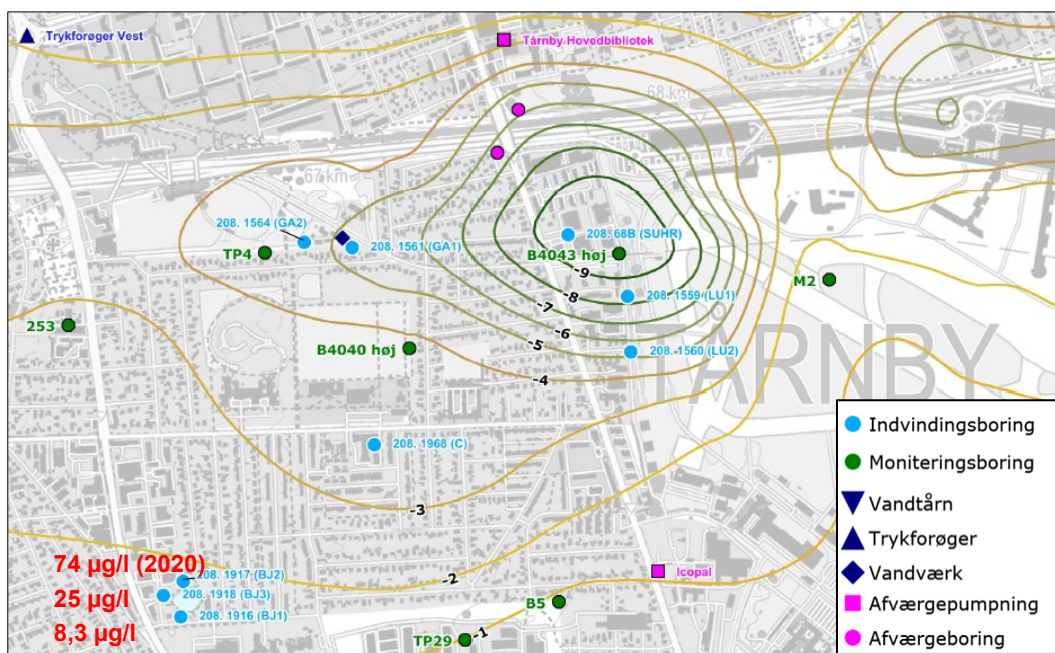 Trykforøger Vest
Tårnby Hovedbibliotek
68 km
67 km
208. 1564 (GA2)
208. 1561 (GA1)
TP4
208. 68B (SUHR)
B4043 høj
-9
-8
-7
-6
-5
-4
208. 1559 (LU1)
208. 1560 (LU2)
M2
TÅRNBY
253
B4040 høj
208. 1968 (C)
-3
-2
-1
74 µg/l (2020)
25 µg/l
8,3 µg/l
208. 1917 (BJ2)
208. 1918 (BJ3)
208. 1916 (BJ1)
Icopal
B5
TP29
Indvindingsboring
Moniteringsboring
Vandtårn
Trykforøger
Vandværk
Afværgepumpning
Afværgeboring